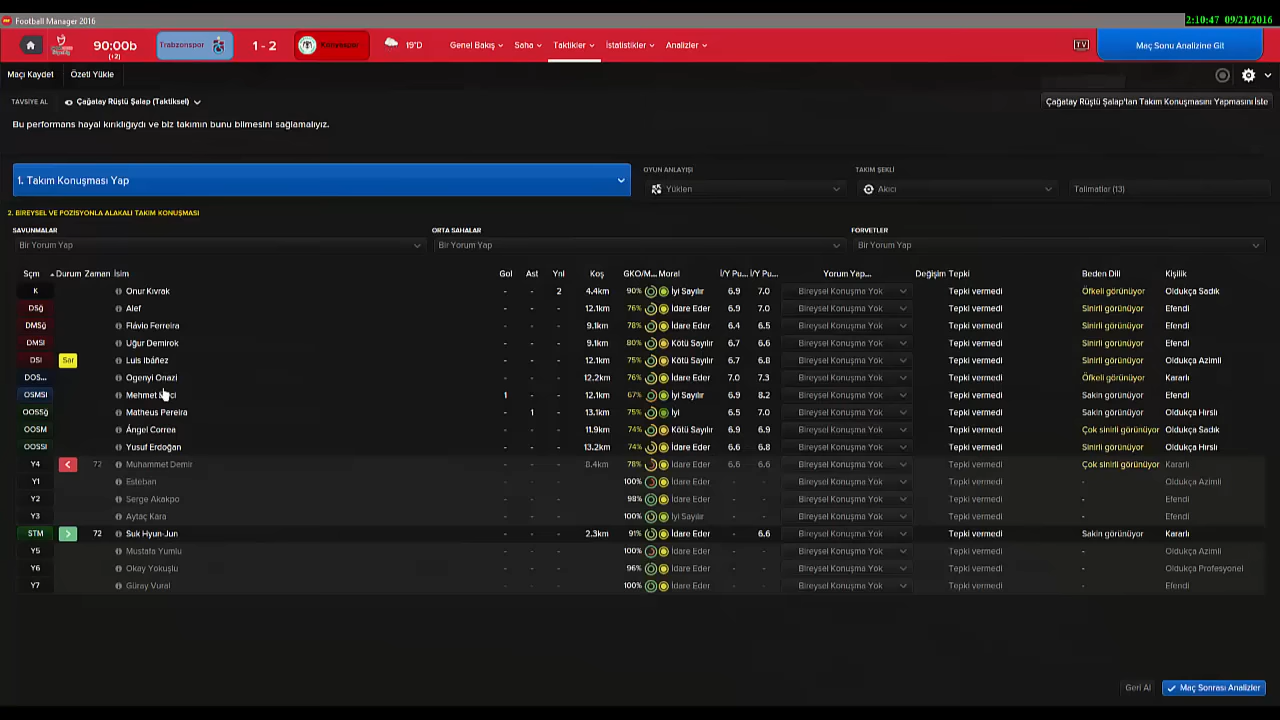 Football Manager 2016
2:10:47 09/21/2016
90:00b
(+2)
Trabzonspor
1 - 2
19°D
Genel Bakış
Saha
Taktikler
İstatistikler
Analizler
TV
Maç Sonu Analizine Git
Maçı Kaydet
Özeti Yükle
TAVSİYE AL
Çağatay Rüştü Şalap (Taktiksel)
Çağatay Rüştü Şalap'tan Takım Konuşmasını Yapmasını İste
Bu performans hayal kırıklığıydı ve biz takımın bunu bilmesini sağlamalıyız.
1. Takım Konuşması Yap
OYUN ANLAYIŞI
Yüklen
TAKIM ŞEKLİ
Akıcı
Talimatlar (13)
2. BİREYSEL VE POZİSYONLA ALAKALI TAKIM KONUŞMASI
SAVUNMALAR ORTA SAHALAR FORVETLER
Bir Yorum Yap Bir Yorum Yap Bir Yorum Yap
Sçm Durum Zaman İsim Gol Ast Ynl Koş GKO/M... Moral İ/Y Pu... İ/Y Pu... Yorum Yap... Değişim Tepki Beden Dili Kişilik
K Onur Kıvrak - - 2 4.4km 90% İyi Sayılır 6.9 7.0 Bireysel Konuşma Yok Tepki vermedi Öfkeli görünüyor Oldukça Sadık
DSğ Alef - - - 12.1km 76% İdare Eder 6.9 7.0 Bireysel Konuşma Yok Tepki vermedi Sinirli görünüyor Efendi
DMSğ Flávio Ferreira - - - 9.1km 78% İdare Eder 6.4 6.5 Bireysel Konuşma Yok Tepki vermedi Sinirli görünüyor Efendi
DMSl Uğur Demirok - - - 9.1km 80% Kötü Sayılır 6.7 6.6 Bireysel Konuşma Yok Tepki vermedi Sinirli görünüyor Efendi
DSl Sar Luis Ibáñez - - - 12.1km 75% Kötü Sayılır 6.7 6.8 Bireysel Konuşma Yok Tepki vermedi Sinirli görünüyor Oldukça Azimli
DOS... Ogenyi Onazi - - - 12.2km 76% İdare Eder 7.0 7.3 Bireysel Konuşma Yok Tepki vermedi Öfkeli görünüyor Kararlı
OSMSl Mehmet 1 - - 12.1km 67% İyi Sayılır 6.9 8.2 Bireysel Konuşma Yok Tepki vermedi Sakin görünüyor Efendi
OOSSğ Matheus Pereira - 1 - 13.1km 75% İyi 6.5 7.0 Bireysel Konuşma Yok Tepki vermedi Sakin görünüyor Oldukça Hırslı
OOSM Ángel Correa - - - 11.9km 74% Kötü Sayılır 6.9 6.9 Bireysel Konuşma Yok Tepki vermedi Çok sinirli görünüyor Oldukça Sadık
OOSSl Yusuf Erdoğan - - - 13.2km 74% İdare Eder 6.6 6.8 Bireysel Konuşma Yok Tepki vermedi Sinirli görünüyor Oldukça Hırslı
Y4 72 Muhammet Demir - - - 8.4km 78% İdare Eder 6.6 6.6 Bireysel Konuşma Yok Tepki vermedi Çok sinirli görünüyor Kararlı
Y1 Esteban - - - 100% İdare Eder - - Bireysel Konuşma Yok Tepki vermedi - Oldukça Azimli
Y2 Serge Akakpo - - - 98% İdare Eder - - Bireysel Konuşma Yok Tepki vermedi - Efendi
Y3 Aytaç Kara - - - 100% İyi Sayılır - - Bireysel Konuşma Yok Tepki vermedi - Efendi
STM 72 Suk Hyun-Jun - - - 2.3km 91% İdare Eder - 6.6 Bireysel Konuşma Yok Tepki vermedi Sakin görünüyor Kararlı
Y5 Mustafa Yumlu - - - 100% İdare Eder - - Bireysel Konuşma Yok Tepki vermedi - Oldukça Azimli
Y6 Okay Yokuşlu - - - 96% İdare Eder - - Bireysel Konuşma Yok Tepki vermedi - Oldukça Profesyonel
Y7 Güray Vural - - - 100% İdare Eder - - Bireysel Konuşma Yok Tepki vermedi - Efendi
Geri Al
Maç Sonrası Analizler